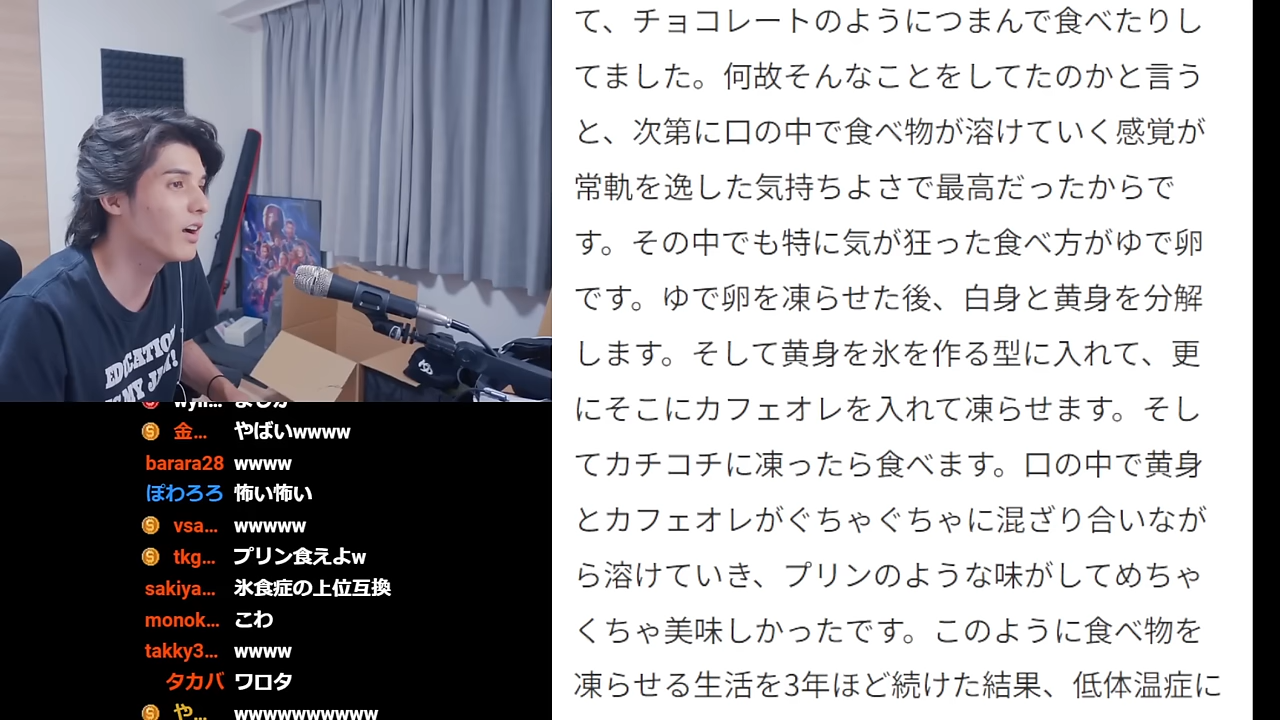 て、チョコレートのようにつまんで食べたりし
てました。何故そんなことをしてたのかと言う
と、次第に口の中で食べ物が溶けていく感覚が
常軌を逸した気持ちよさで最高だったからで
す。その中でも特に気が狂った食べ方がゆで卵
です。ゆで卵を凍らせた後、白身と黄身を分解
します。そして黄身を氷を作る型に入れて、更
にそこにカフェオレを入れて凍らせます。そし
てカチコチに凍ったら食べます。口の中で黄身
とカフェオレがぐちゃぐちゃに混ざり合いなが
ら溶けていき、プリンのような味がしてめちゃ
くちゃ美味しかったです。このように食べ物を
凍らせる生活を3年ほど続けた結果、低体温症に
金… やばいwwww
barara28 wwww
ぽわろろ 怖い怖い
vsa… wwwww
tkg… プリン食えよw
sakiya… 氷食症の上位互換
monok… こわ
takky3… wwww
タカバ ワロタ
や… wwwwwwwwww